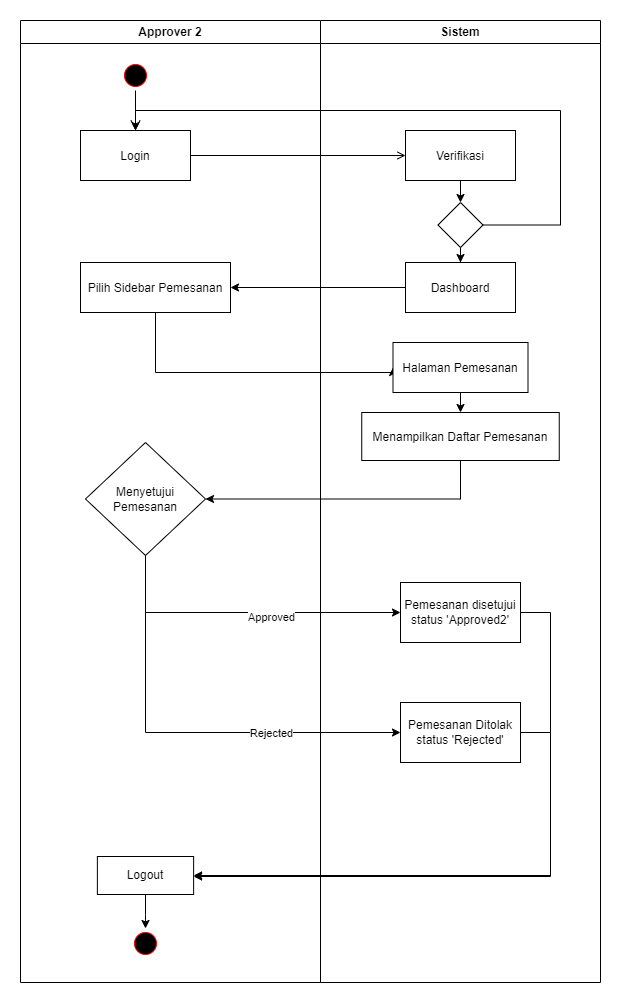 Approver 2
Sistem
Login
Verifikasi
Pilih Sidebar Pemesanan
Dashboard
Halaman Pemesanan
Menampilkan Daftar Pemesanan
Menyetujui
Pemesanan
Approved
Pemesanan disetujui
status 'Approved2'
Rejected
Pemesanan Ditolak
status 'Rejected'
Logout